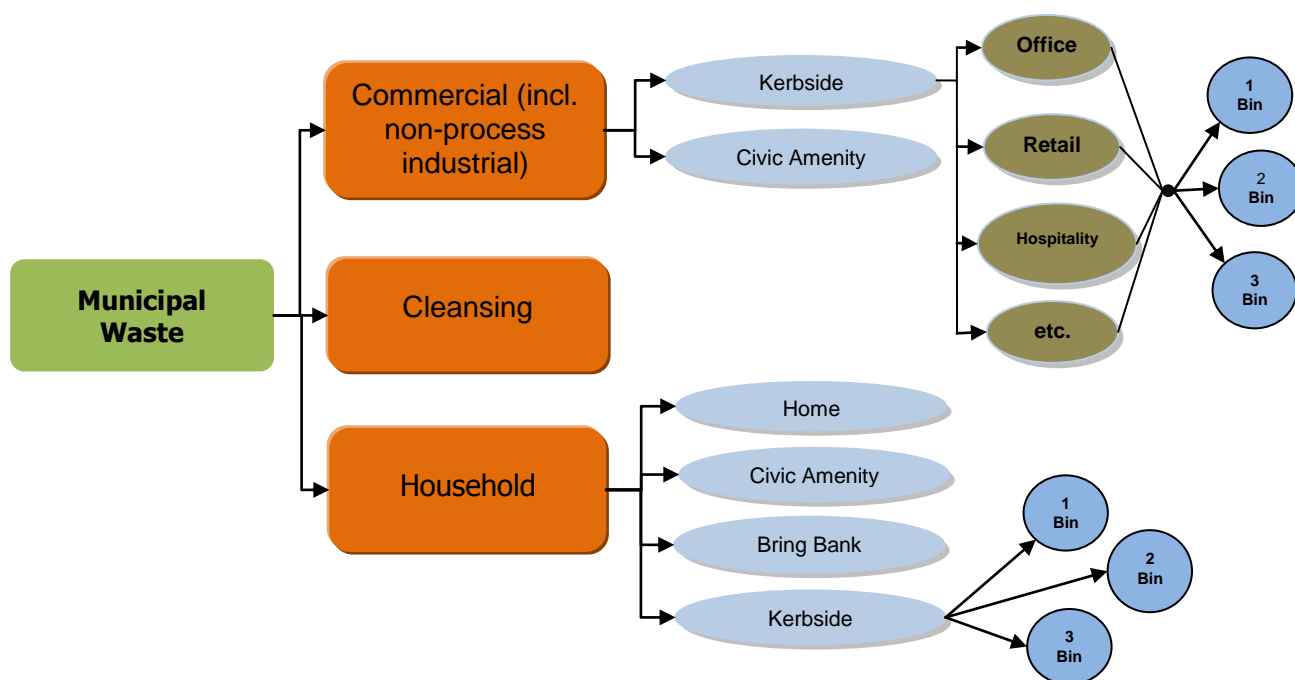 Municipal
Waste
Commercial (incl.
non-process
industrial)
Cleansing
Household
Kerbside
Civic Amenity
Office
Retail
Hospitality
etc.
1
Bin
2
Bin
3
Bin
Home
Civic Amenity
Bring Bank
Kerbside
1
Bin
2
Bin
3
Bin